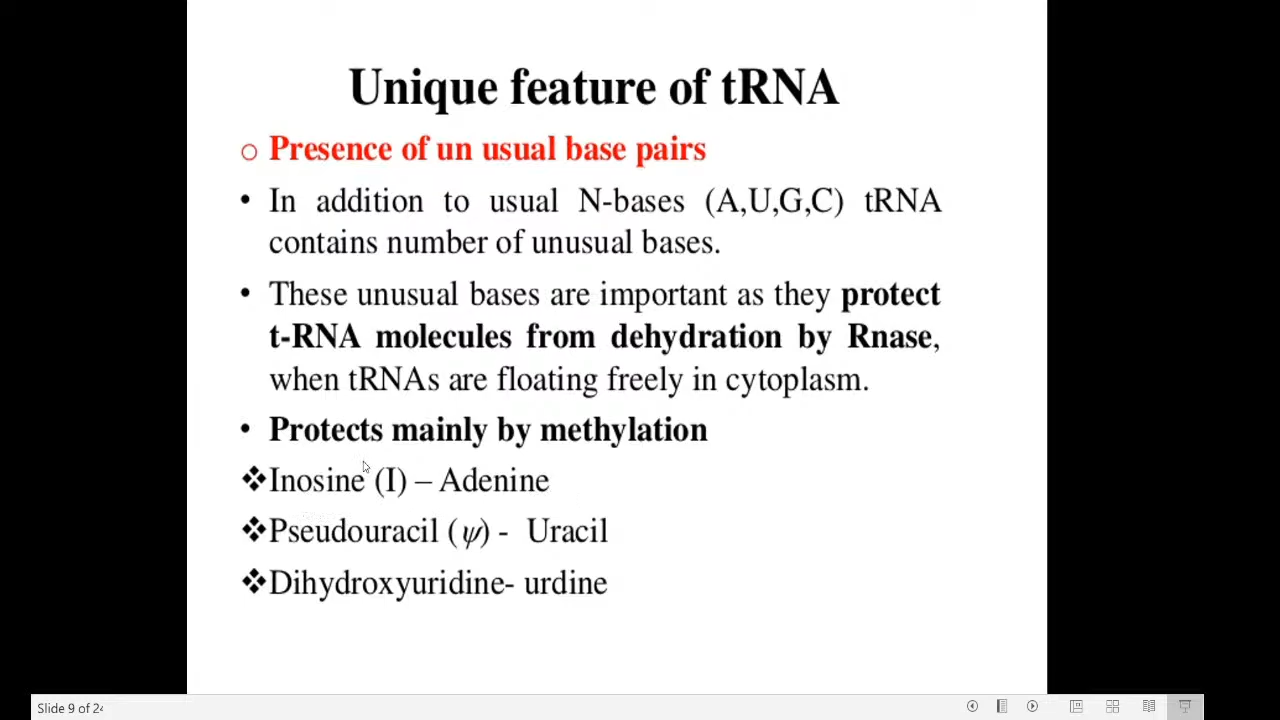 Unique feature of tRNA
o Presence of un usual base pairs
• In addition to usual N-bases (A,U,G,C) tRNA
contains number of unusual bases.
• These unusual bases are important as they protect
t-RNA molecules from dehydration by Rnase,
when tRNAs are floating freely in cytoplasm.
• Protects mainly by methylation
❖Inosine (I) – Adenine
❖Pseudouracil (ψ) - Uracil
❖Dihydroxyuridine- urdine
Slide 9 of 24